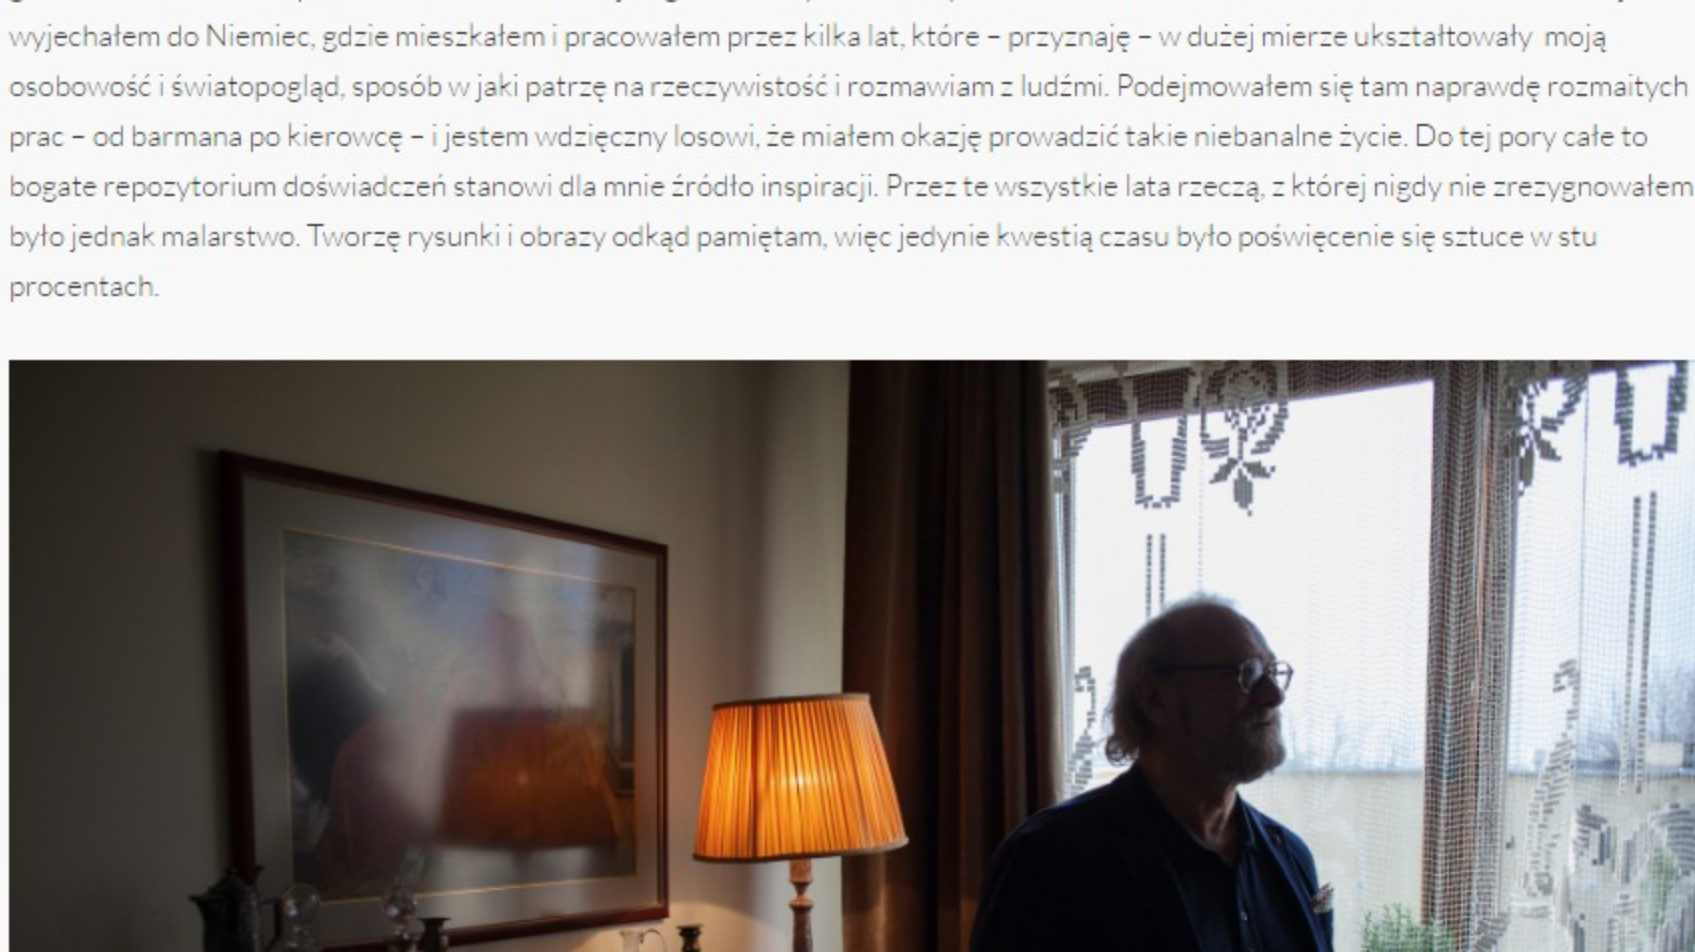 wyjechałem do Niemiec, gdzie mieszkałem i pracowałem przez kilka lat, które – przyznaję – w dużej mierze ukształtowały  moją
osobowość i światopogląd, sposób w jaki patrzę na rzeczywistość i rozmawiam z ludźmi. Podejmowałem się tam naprawdę rozmaitych
prac – od barmana po kierowcę – i jestem wdzięczny losowi, że miałem okazję prowadzić takie niebanalne życie. Do tej pory całe to
bogate repozytorium doświadczeń stanowi dla mnie źródło inspiracji. Przez te wszystkie lata rzeczą, z której nigdy nie zrezygnowałem
było jednak malarstwo. Tworzę rysunki i obrazy odkąd pamiętam, więc jedynie kwestią czasu było poświęcenie się sztuce w stu
procentach.